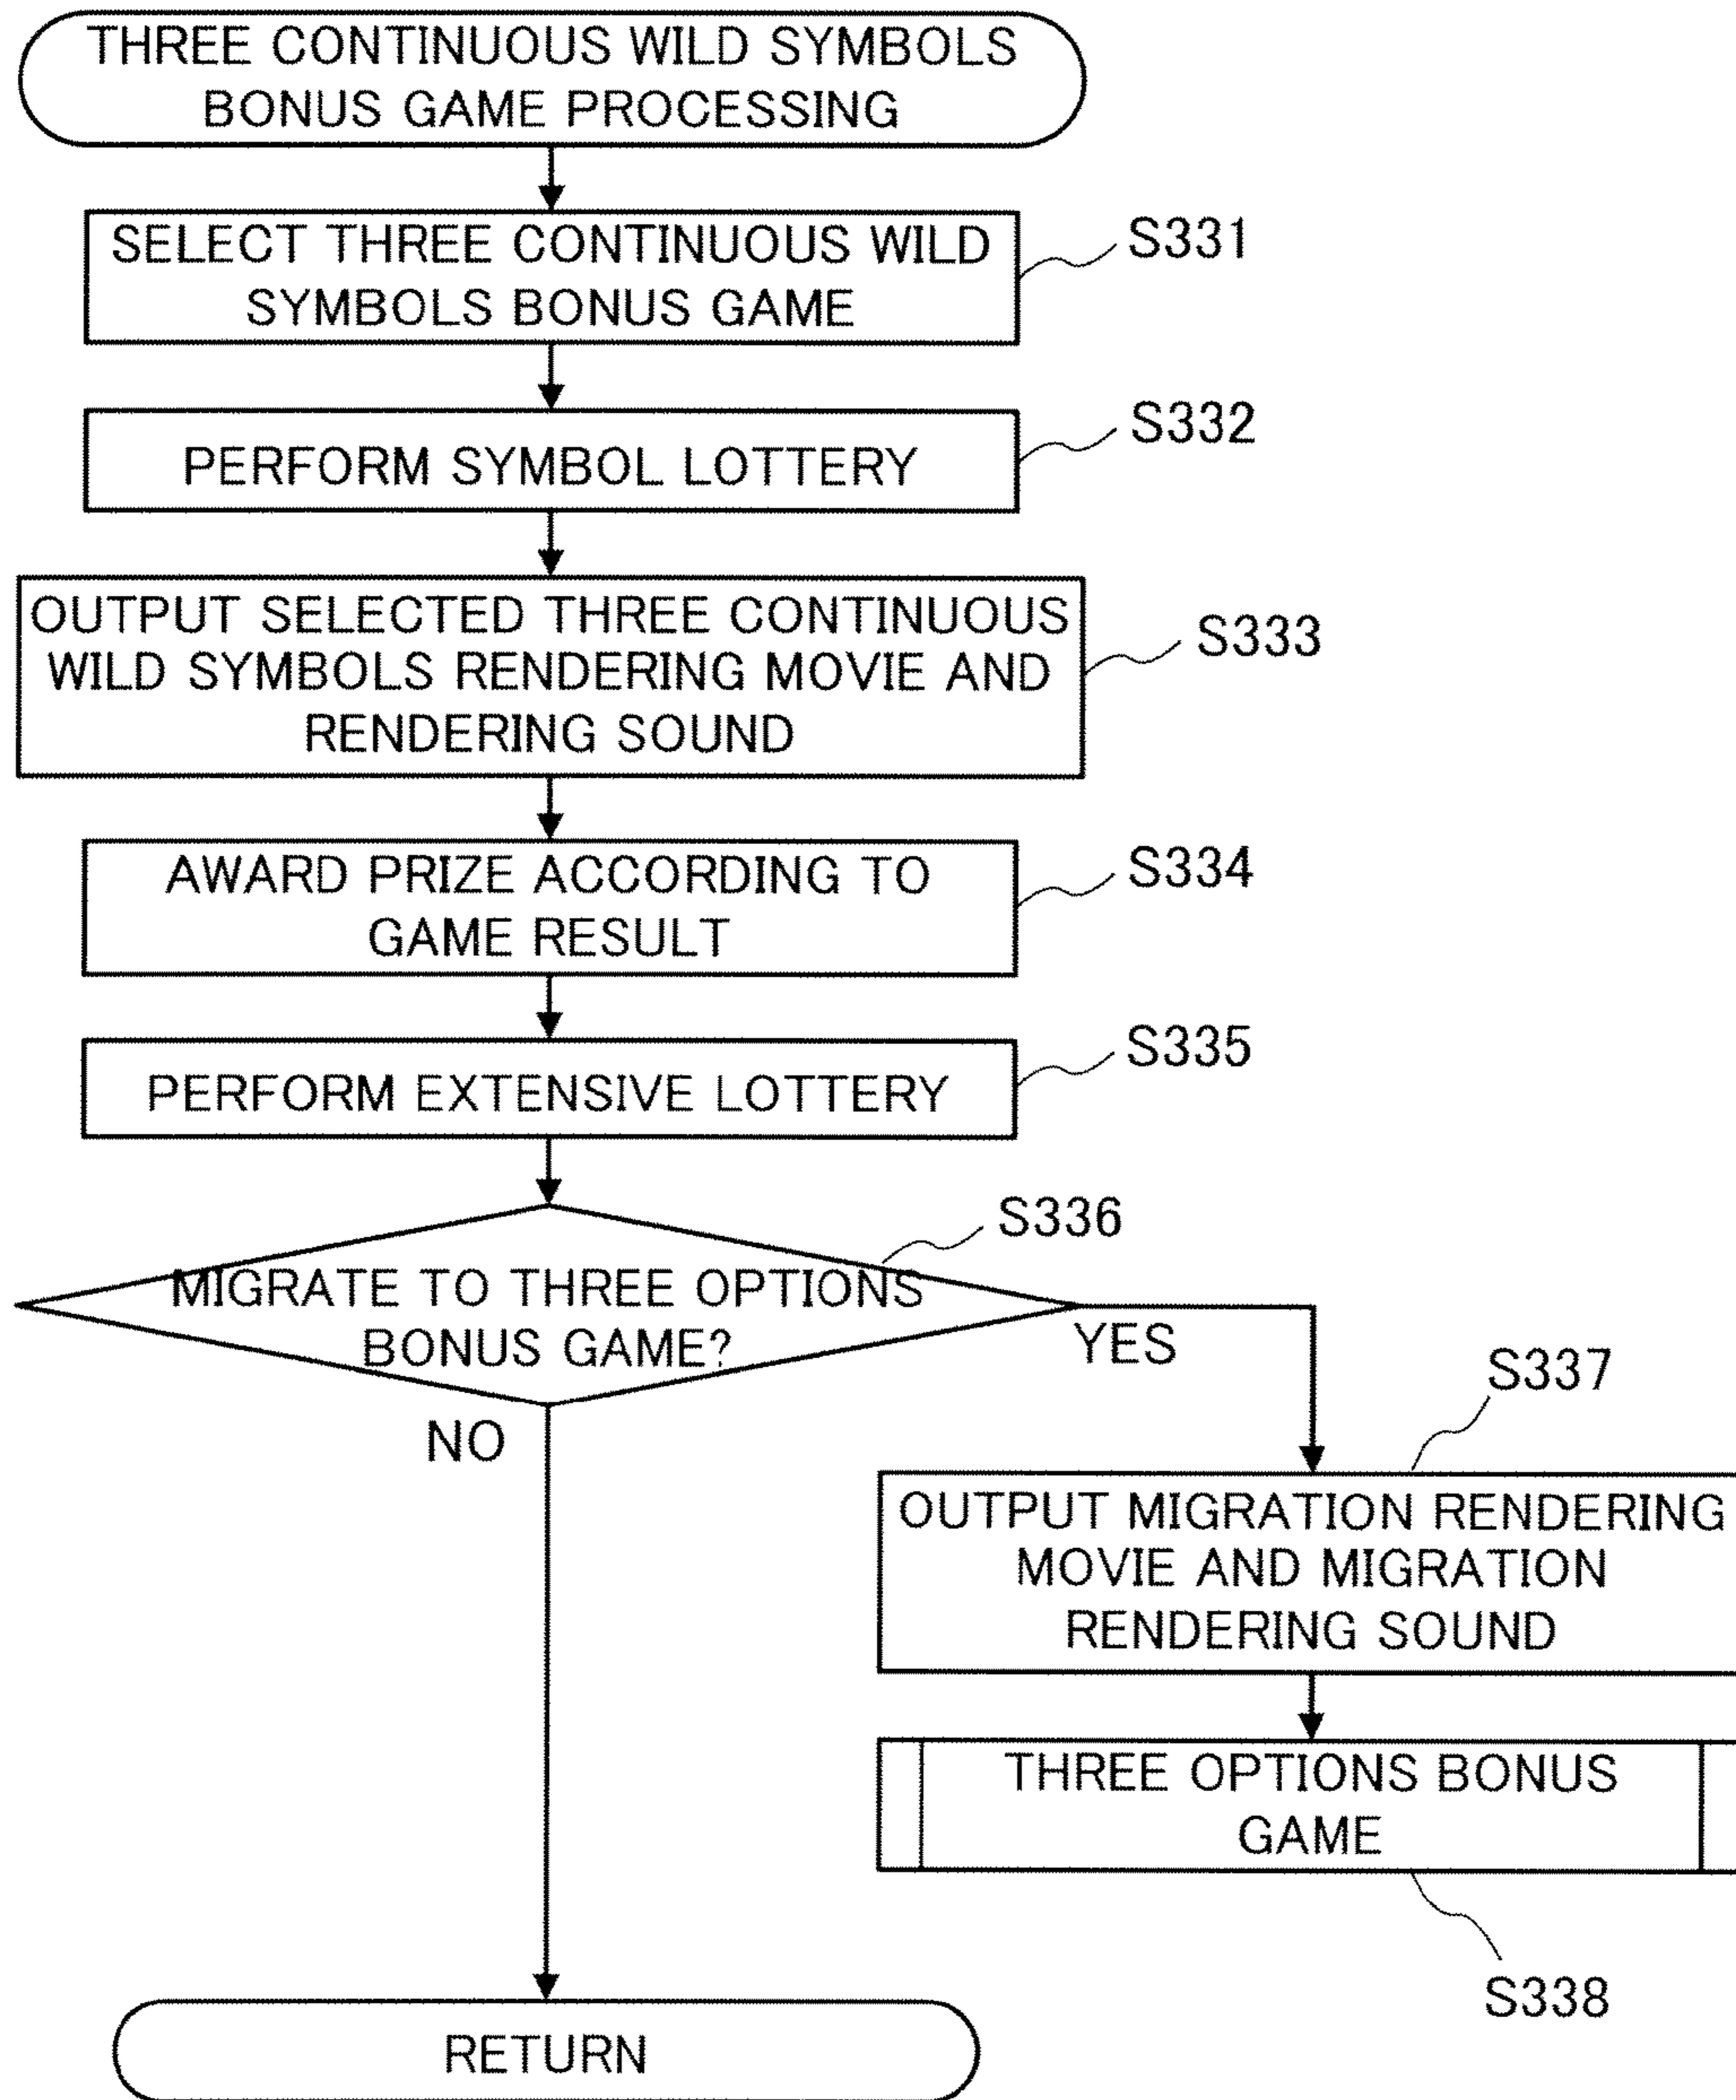 THREE CONTINUOUS WILD SYMBOLS
BONUS GAME PROCESSING
SELECT THREE CONTINUOUS WILD
SYMBOLS BONUS GAME
S331
PERFORM SYMBOL LOTTERY
S332
OUTPUT SELECTED THREE CONTINUOUS
WILD SYMBOLS RENDERING MOVIE AND
RENDERING SOUND
S333
AWARD PRIZE ACCORDING TO
GAME RESULT
S334
PERFORM EXTENSIVE LOTTERY
S335
S336
MIGRATE TO THREE OPTIONS
BONUS GAME?
YES
NO
S337
OUTPUT MIGRATION RENDERING
MOVIE AND MIGRATION
RENDERING SOUND
THREE OPTIONS BONUS
GAME
S338
RETURN